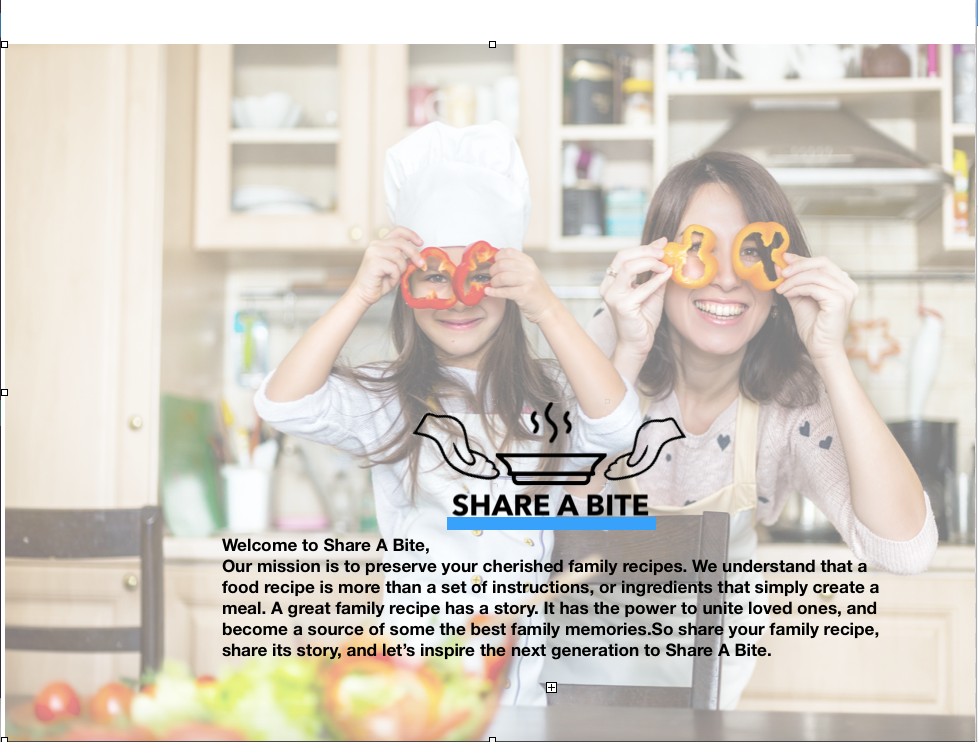 SHARE A BITE
Welcome to Share A Bite,
Our mission is to preserve your cherished family recipes. We understand that a
food recipe is more than a set of instructions, or ingredients that simply create a
meal. A great family recipe has a story. It has the power to unite loved ones, and
become a source of some the best family memories.So share your family recipe,
share its story, and let’s inspire the next generation to Share A Bite.